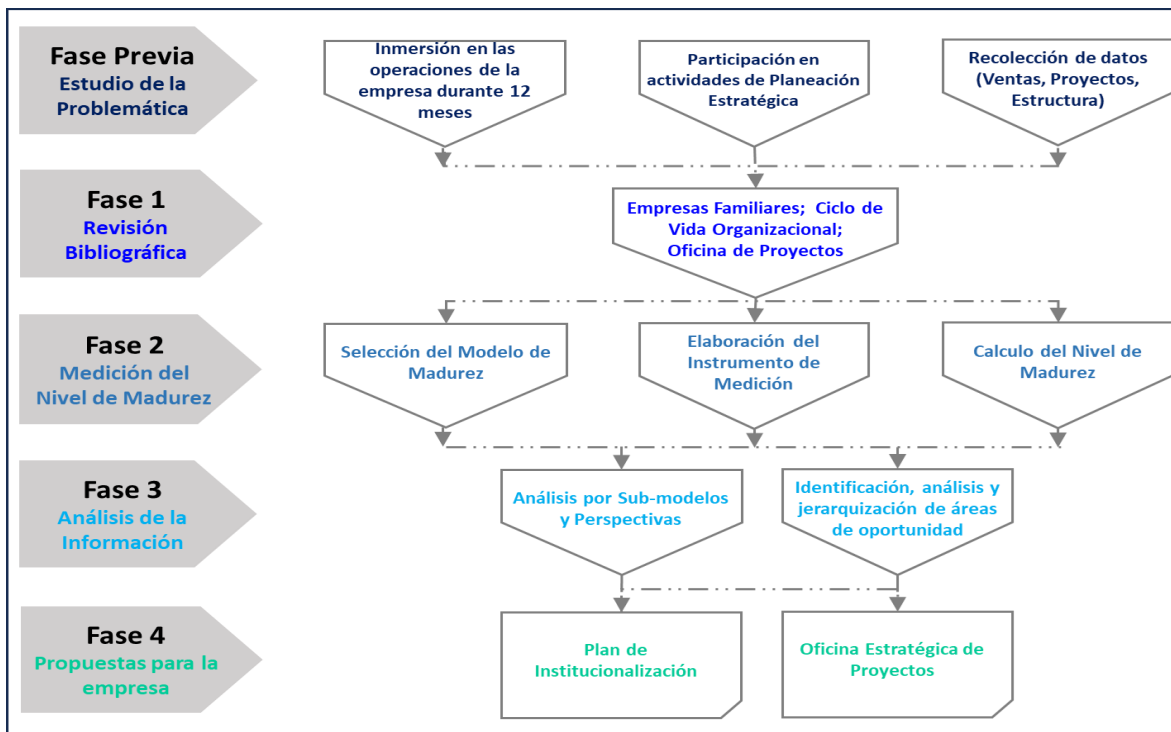 Fase Previa
Estudio de la
Problemática
Inmersión en las
operaciones de la
empresa durante 12
meses
Participación en
actividades de Planeación
Estratégica
Recolección de datos
(Ventas, Proyectos,
Estructura)
Fase 1
Revisión
Bibliográfica
Empresas Familiares; Ciclo de
Vida Organizacional;
Oficina de Proyectos
Fase 2
Medición del
Nivel de Madurez
Selección del Modelo de
Madurez
Elaboración del
Instrumento de
Medición
Calculo del Nivel de
Madurez
Fase 3
Análisis de la
Información
Análisis por Sub-modelos
y Perspectivas
Identificación, análisis y
jerarquización de áreas
de oportunidad
Fase 4
Propuestas para la
empresa
Plan de
Institucionalización
Oficina Estratégica de
Proyectos